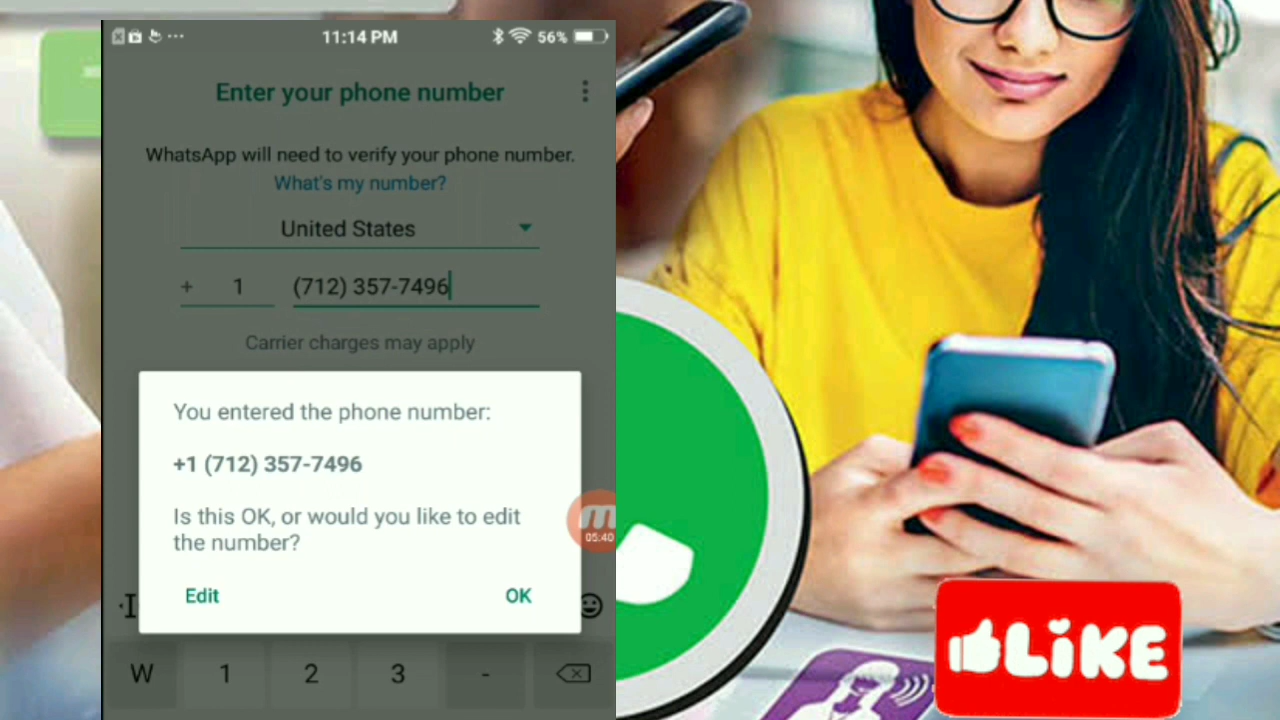 11:14 PM
56%
Enter your phone number
WhatsApp will need to verify your phone number.
What's my number?
United States
+ 1 (712) 357-7496
Carrier charges may apply
You entered the phone number:
+1 (712) 357-7496
Is this OK, or would you like to edit
the number?
05:40
Edit OK
W 1 2 3 -
LiKE